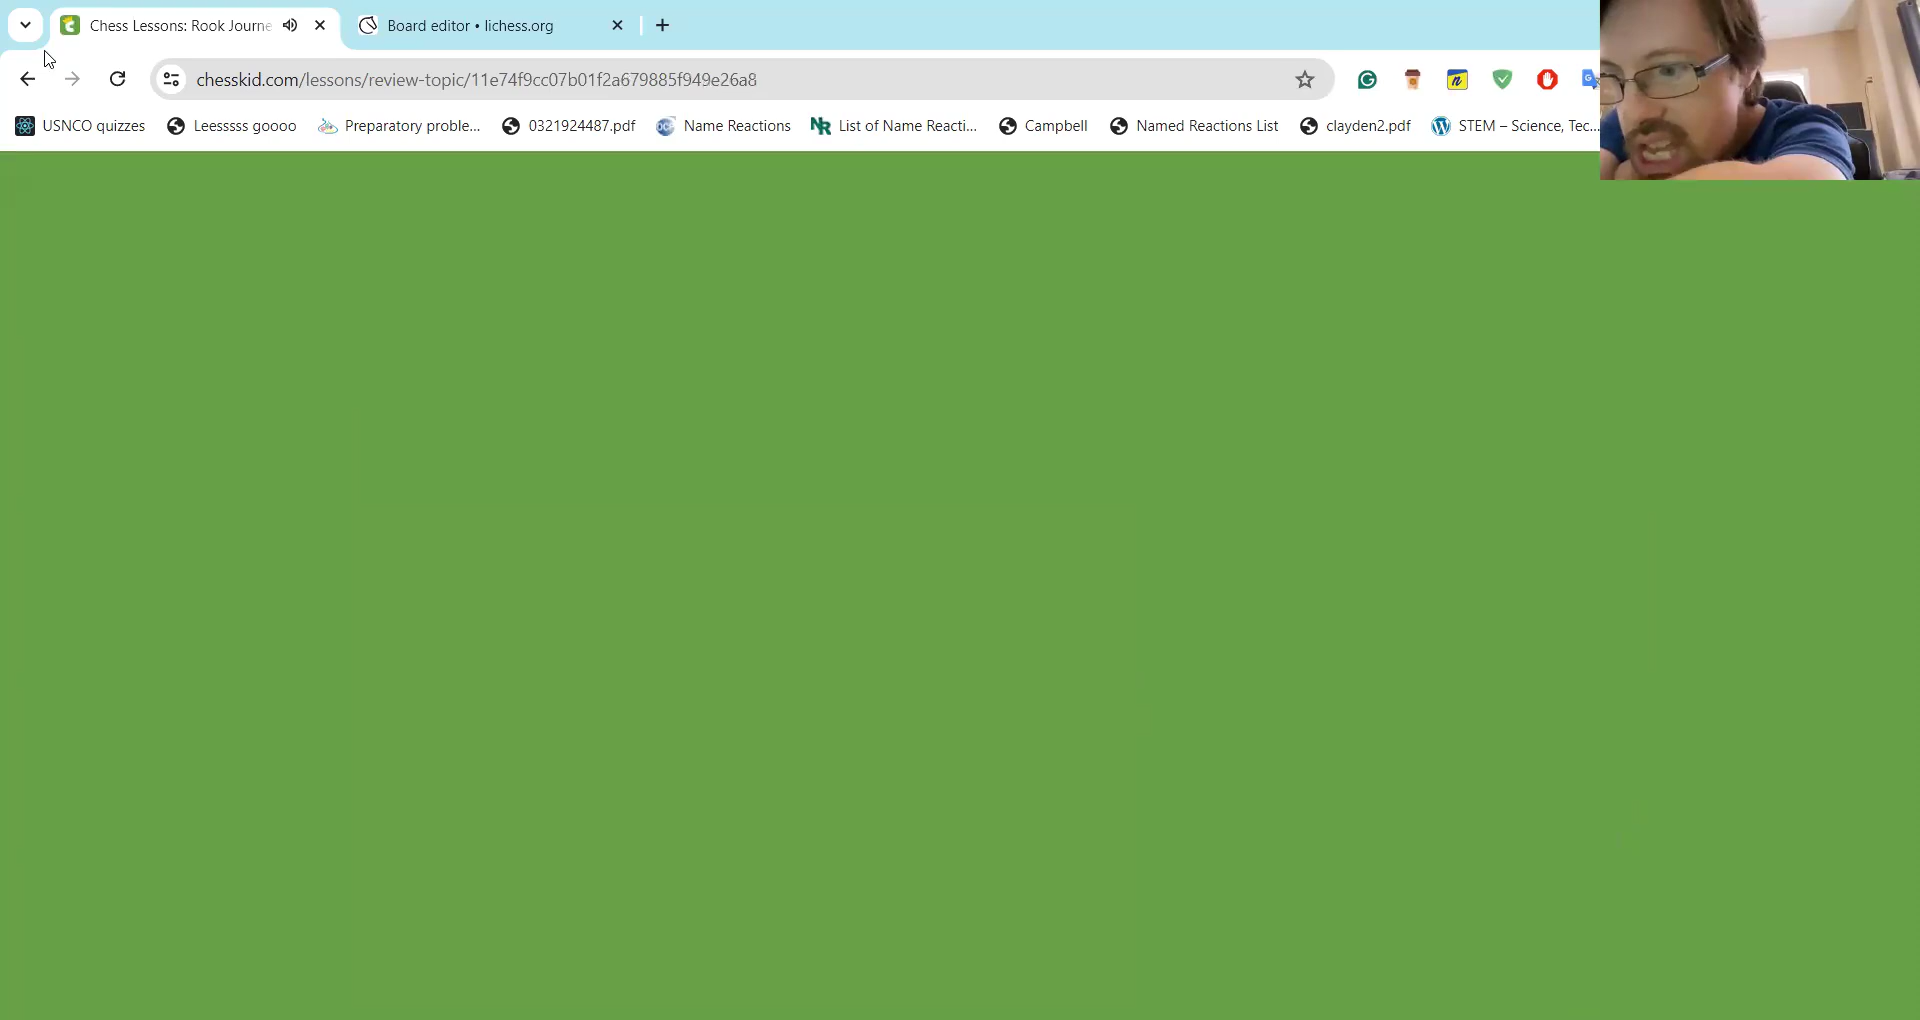 Chess Lessons: Rook Journe
Board editor • lichess.org
chesskid.com/lessons/review-topic/11e74f9cc07b01f2a679885f949e26a8
USNCO quizzes
Leesssss goooo
Preparatory proble...
0321924487.pdf
Name Reactions
NR List of Name Reacti...
Campbell
Named Reactions List
clayden2.pdf
STEM – Science, Tec...